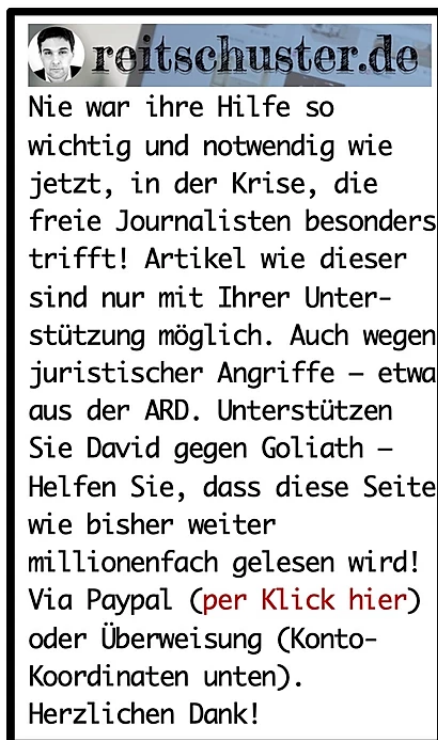 reitschuster.de
Nie war ihre Hilfe so
wichtig und notwendig wie
jetzt, in der Krise, die
freie Journalisten besonders
trifft! Artikel wie dieser
sind nur mit Ihrer Unter-
stützung möglich. Auch wegen
juristischer Angriffe – etwa
aus der ARD. Unterstützen
Sie David gegen Goliath –
Helfen Sie, dass diese Seite
wie bisher weiter
millionenfach gelesen wird!
Via Paypal (per Klick hier)
oder Überweisung (Konto-
Koordinaten unten).
Herzlichen Dank!